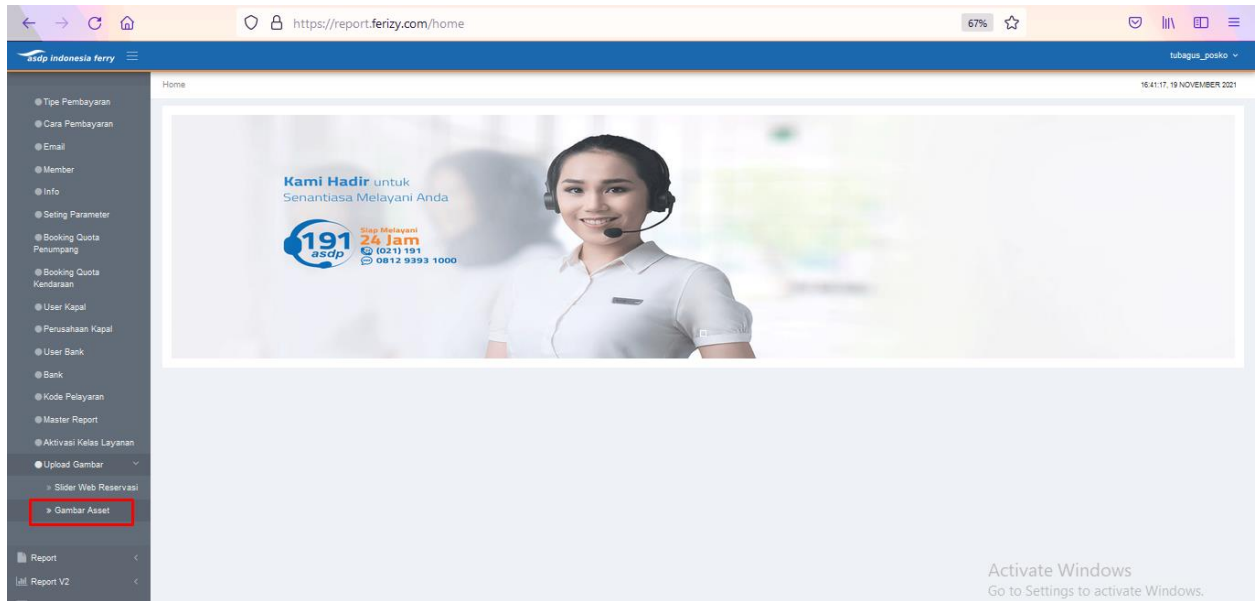 https://report.ferizy.com/home
67%
asdp indonesia ferry
tubagus_posko
Home
16:41:17, 19 NOVEMBER 2021
Tipe Pembayaran
Cara Pembayaran
Email
Member
Info
Seting Parameter
Booking Quota
Penumpang
Booking Quota
Kendaraan
User Kapal
Perusahaan Kapal
User Bank
Bank
Kode Pelayaran
Master Report
Aktivasi Kelas Layanan
Upload Gambar
» Slider Web Reservasi
» Gambar Asset
Report
Report V2
Kami Hadir untuk
Senantiasa Melayani Anda
191
asdp
Siap Melayani
24 Jam
(021) 191
0812 9393 1000
Activate Windows
Go to Settings to activate Windows.